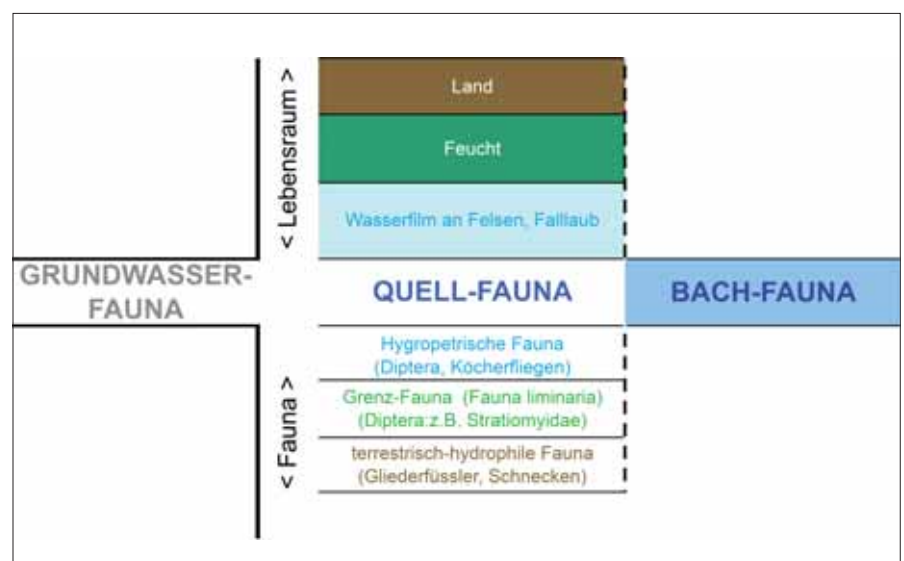 < Lebensraum >
Land
Feucht
Wasserfilm an Felsen, Falllaub
GRUNDWASSER-
FAUNA
QUELL-FAUNA
BACH-FAUNA
< Fauna >
Hygropetrische Fauna
(Diptera, Köcherfliegen)
Grenz-Fauna (Fauna liminaria)
(Diptera:z.B. Stratiomyidae)
terrestrisch-hydrophile Fauna
(Gliederfüssler, Schnecken)